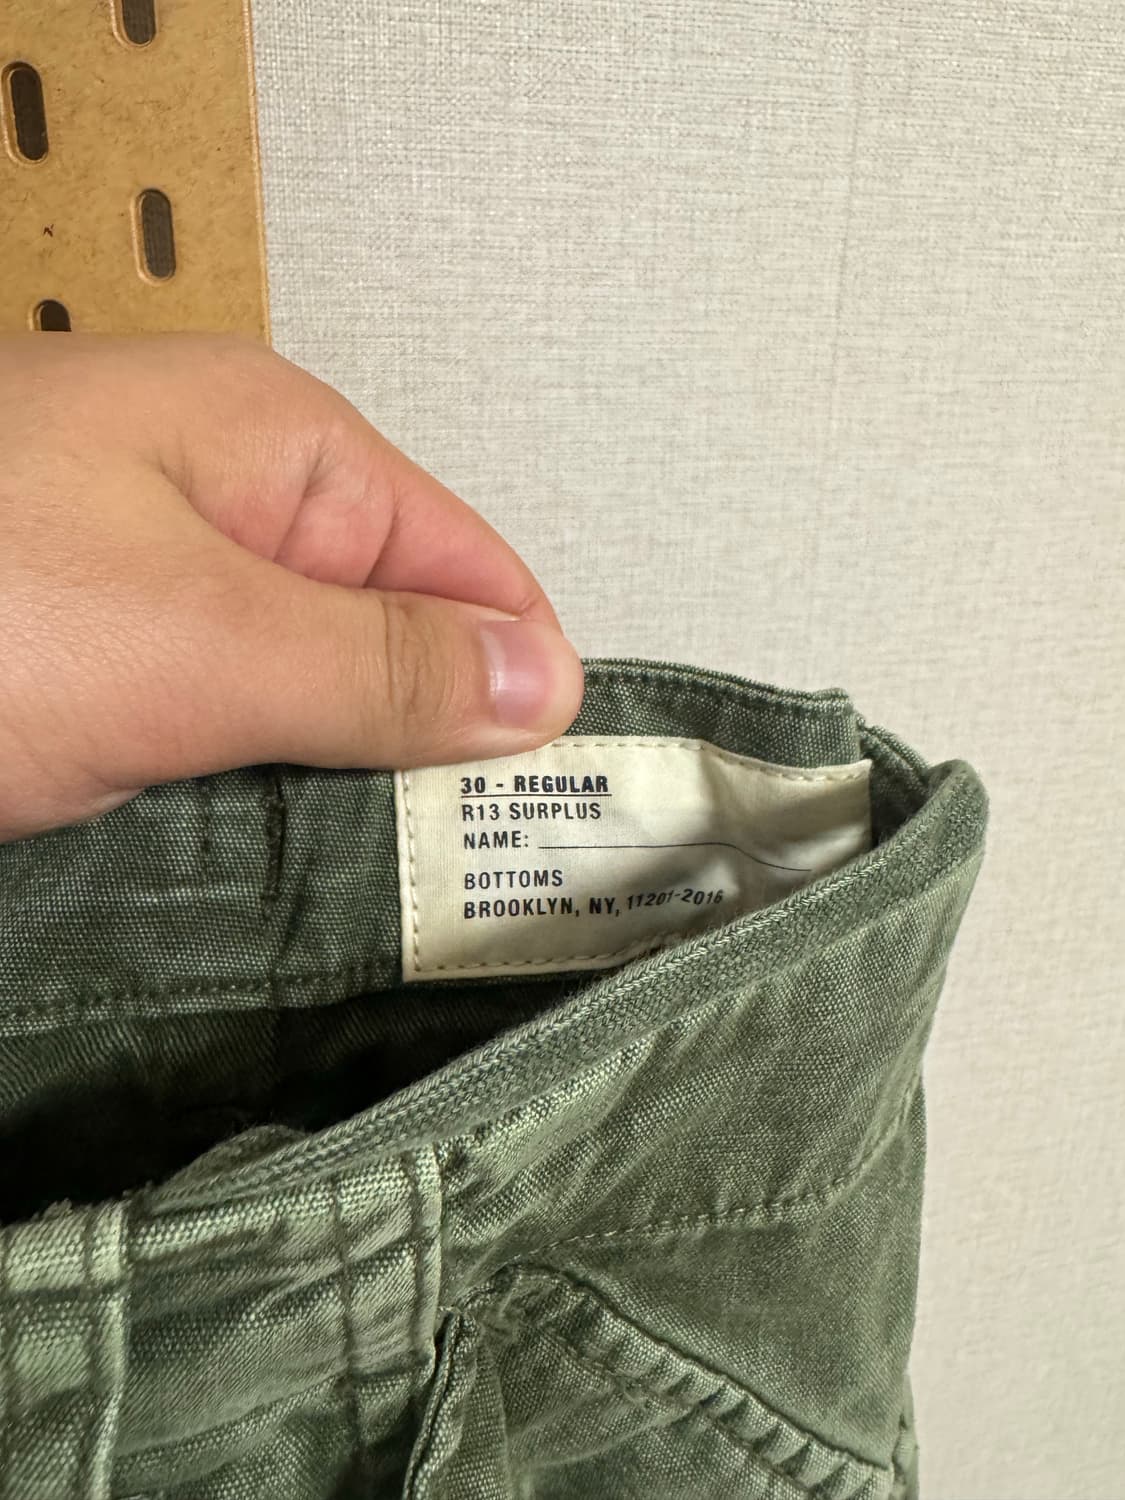 30 - REGULAR
R13 SURPLUS
NAME:
BOTTOMS
BROOKLYN, NY, 11201-2016